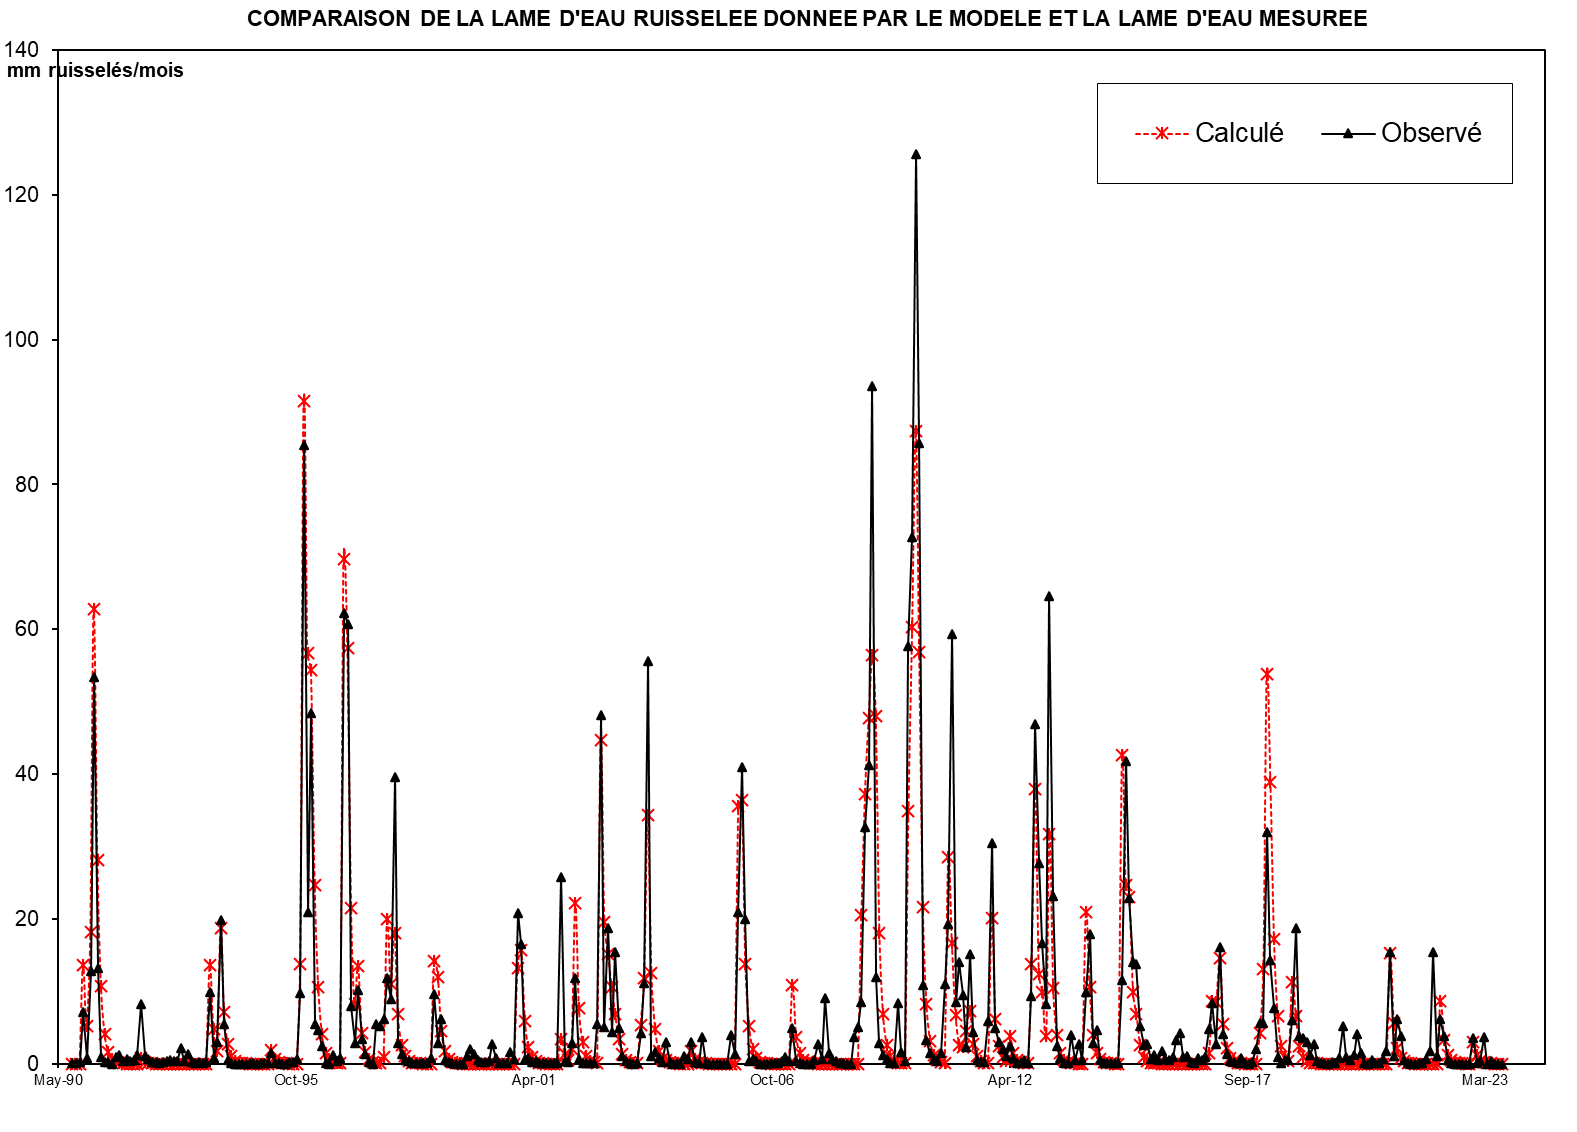 COMPARAISON DE LA LAME D'EAU RUISSELEE DONNEE PAR LE MODELE ET LA LAME D'EAU MESUREE
140
mm ruisselés/mois
Calculé Observé
120
100
80
60
40
20
0
May-90 Oct-95 Apr-01 Oct-06 Apr-12 Sep-17 Mar-23